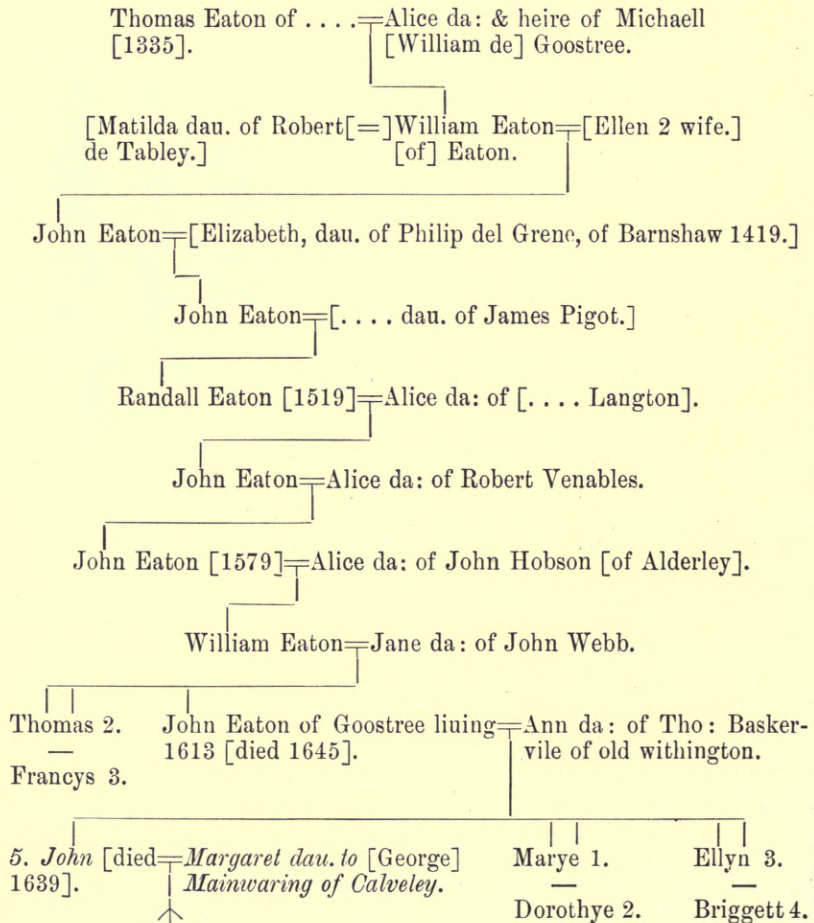 Thomas Eaton of . . . .=Alice da: & heire of Michaell
[1335]. [William de] Goostree.
[Matilda dau. of Robert[=]William Eaton=[Ellen 2 wife.]
de Tabley.] [of] Eaton.
John Eaton=[Elizabeth, dau. of Philip del Grene, of Barnshaw 1419.]
John Eaton=[. . . . dau. of James Pigot.]
Randall Eaton [1519]=Alice da: of [. . . . Langton].
John Eaton=Alice da: of Robert Venables.
John Eaton [1579]=Alice da: of John Hobson [of Alderley].
William Eaton=Jane da: of John Webb.
Thomas 2. John Eaton of Goostree liuing=Ann da: of Tho: Basker-
— 1613 [died 1645]. vile of old withington.
Francys 3.
5. John [died=Margaret dau. to [George] Marye 1. Ellyn 3.
1639]. Mainwaring of Calveley. — —
Dorothye 2. Briggett 4.